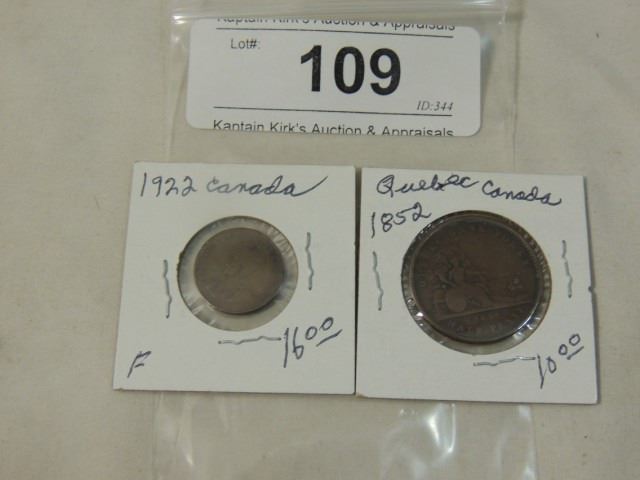 Kaptain Kirk's Auction & Appraisals
Lot#:
109
ID:344
Kaptain Kirk's Auction & Appraisals
1922 Canada
F
16.00
Quebec Canada
1852
10.00